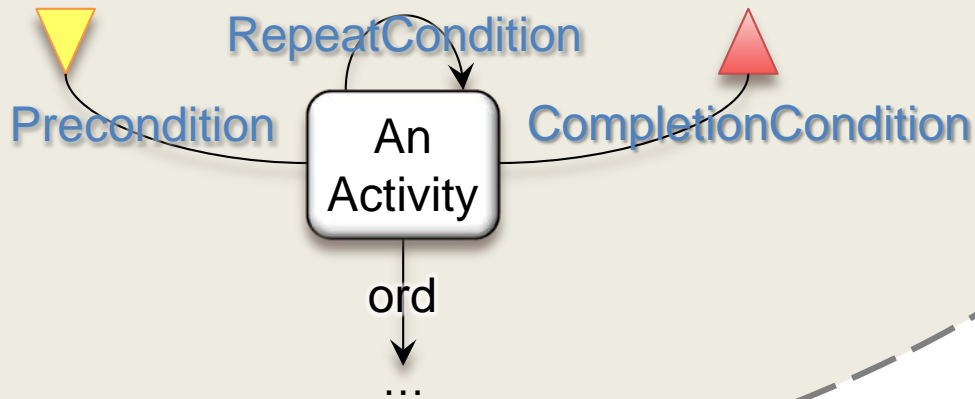 RepeatCondition
Precondition
An
Activity
CompletionCondition
ord
...